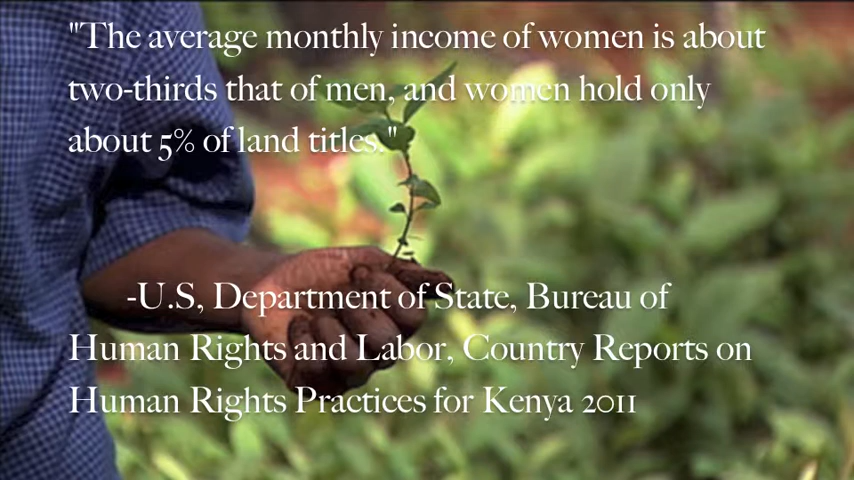 "The average monthly income of women is about
two-thirds that of men, and women hold only
about 5% of land titles."
-U.S, Department of State, Bureau of
Human Rights and Labor, Country Reports on
Human Rights Practices for Kenya 2011